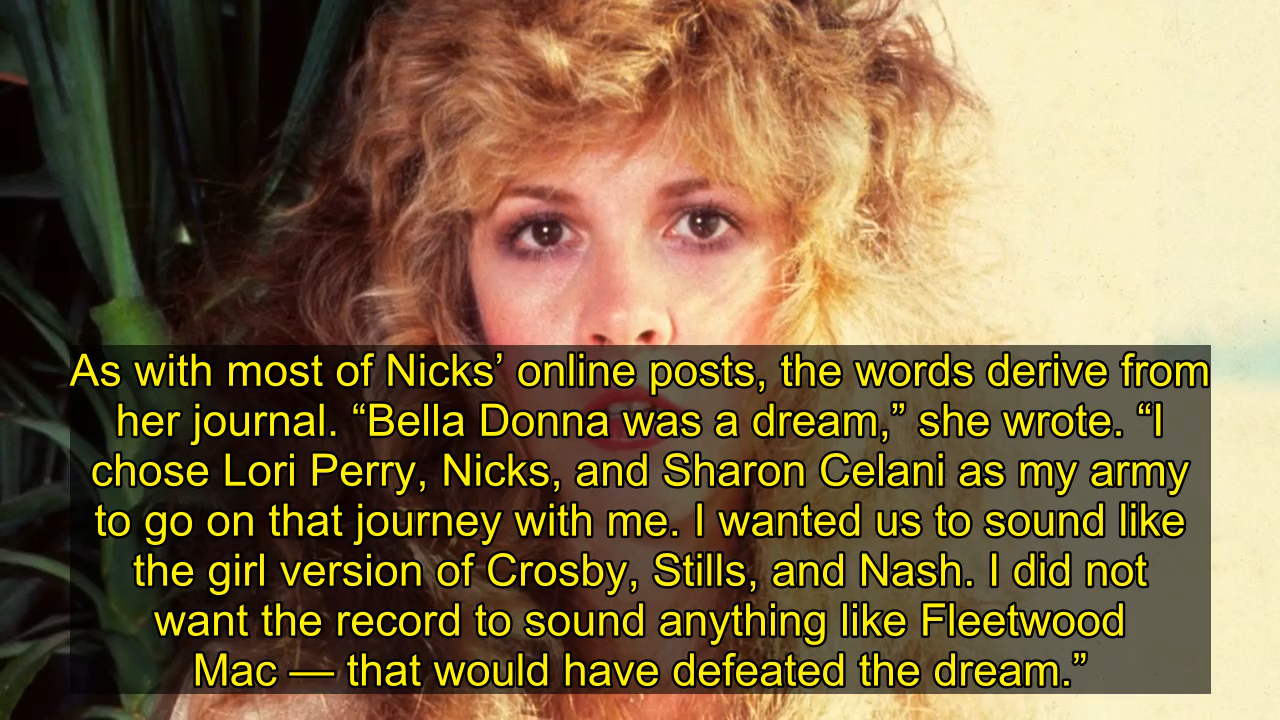 As with most of Nicks’ online posts, the words derive from
her journal. “Bella Donna was a dream,” she wrote. “I
chose Lori Perry, Nicks, and Sharon Celani as my army
to go on that journey with me. I wanted us to sound like
the girl version of Crosby, Stills, and Nash. I did not
want the record to sound anything like Fleetwood
Mac — that would have defeated the dream.”